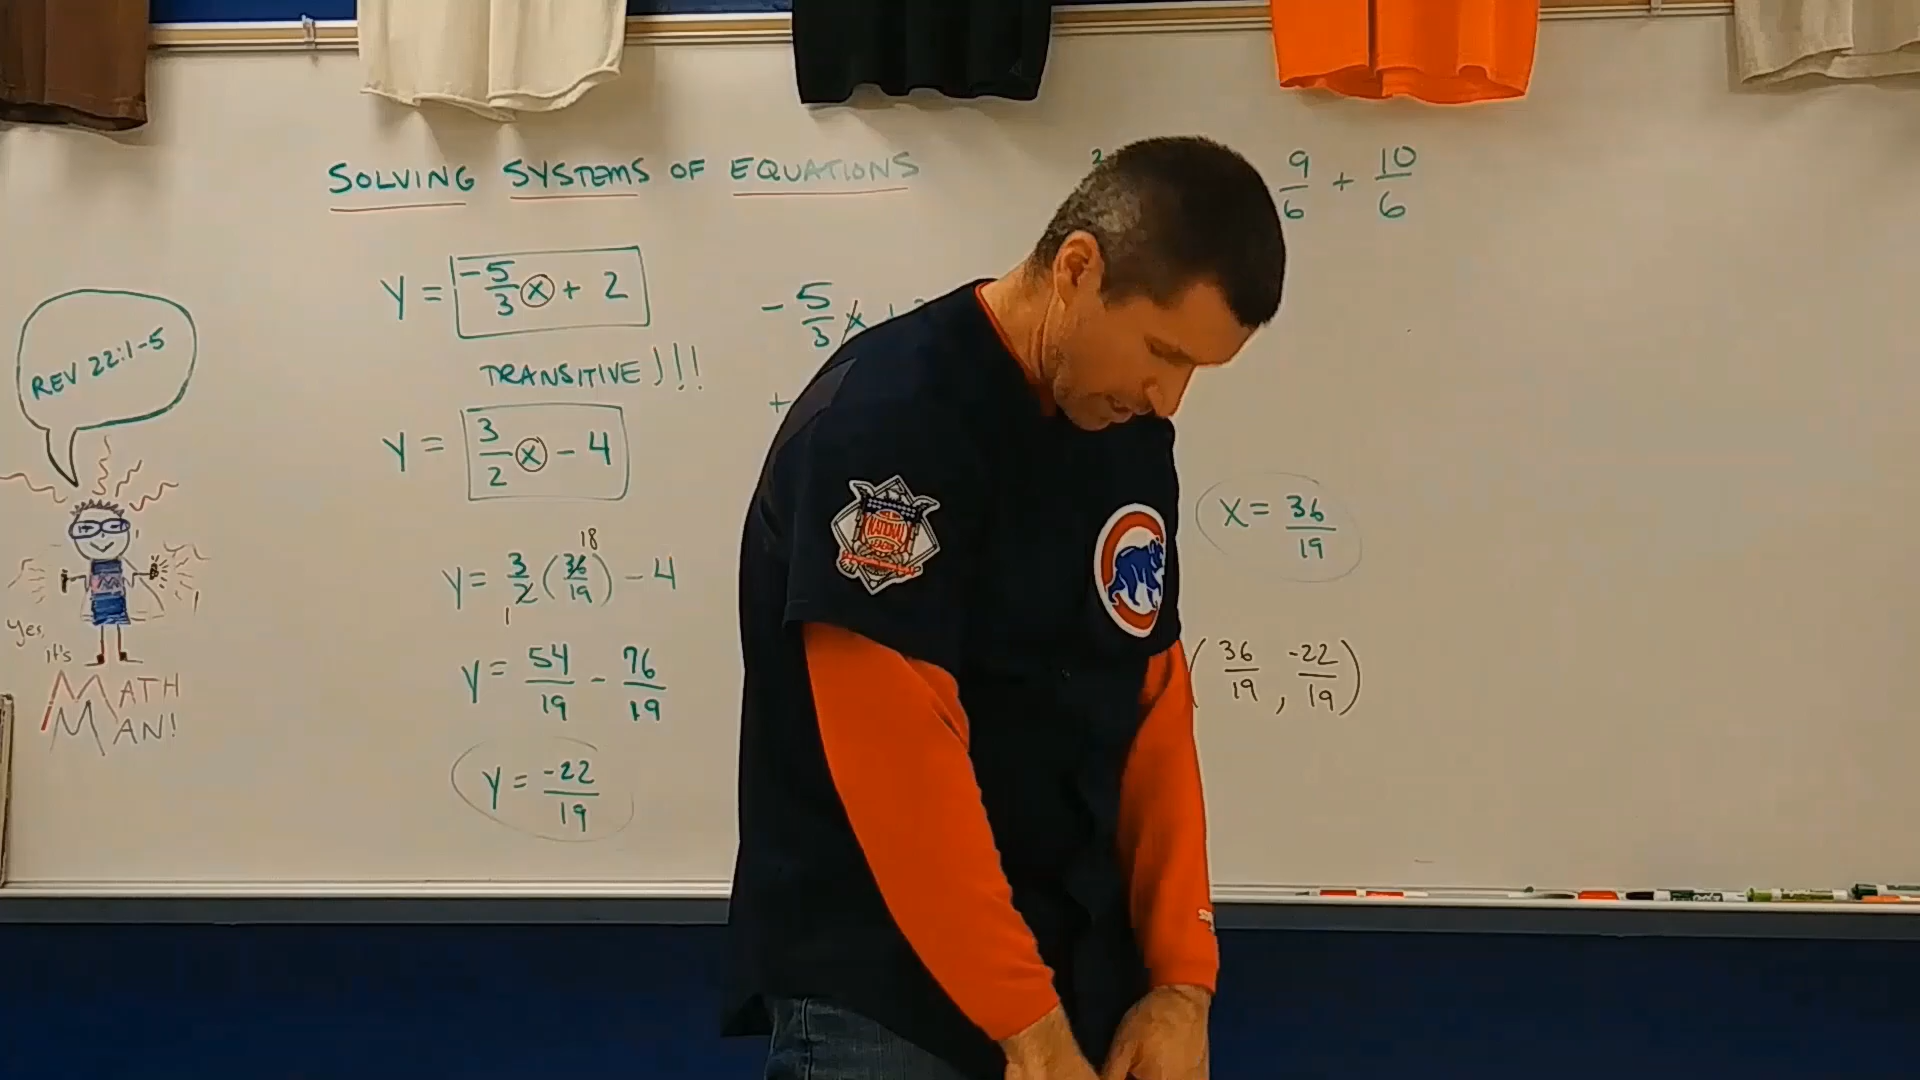 SOLVING SYSTEMS OF EQUATIONS
y = -5/3 x + 2
TRANSITIVE!!!
y = 3/2 x - 4
18
y = 3/2 (36/19) - 4
1
y = 54/19 - 76/19
y = -22/19
REV 22:1-5
Yes,
it's
MATH
MAN!
-5/3 x
+
2
9/6 + 10/6
x = 36/19
(36/19, -22/19)
NATIONAL